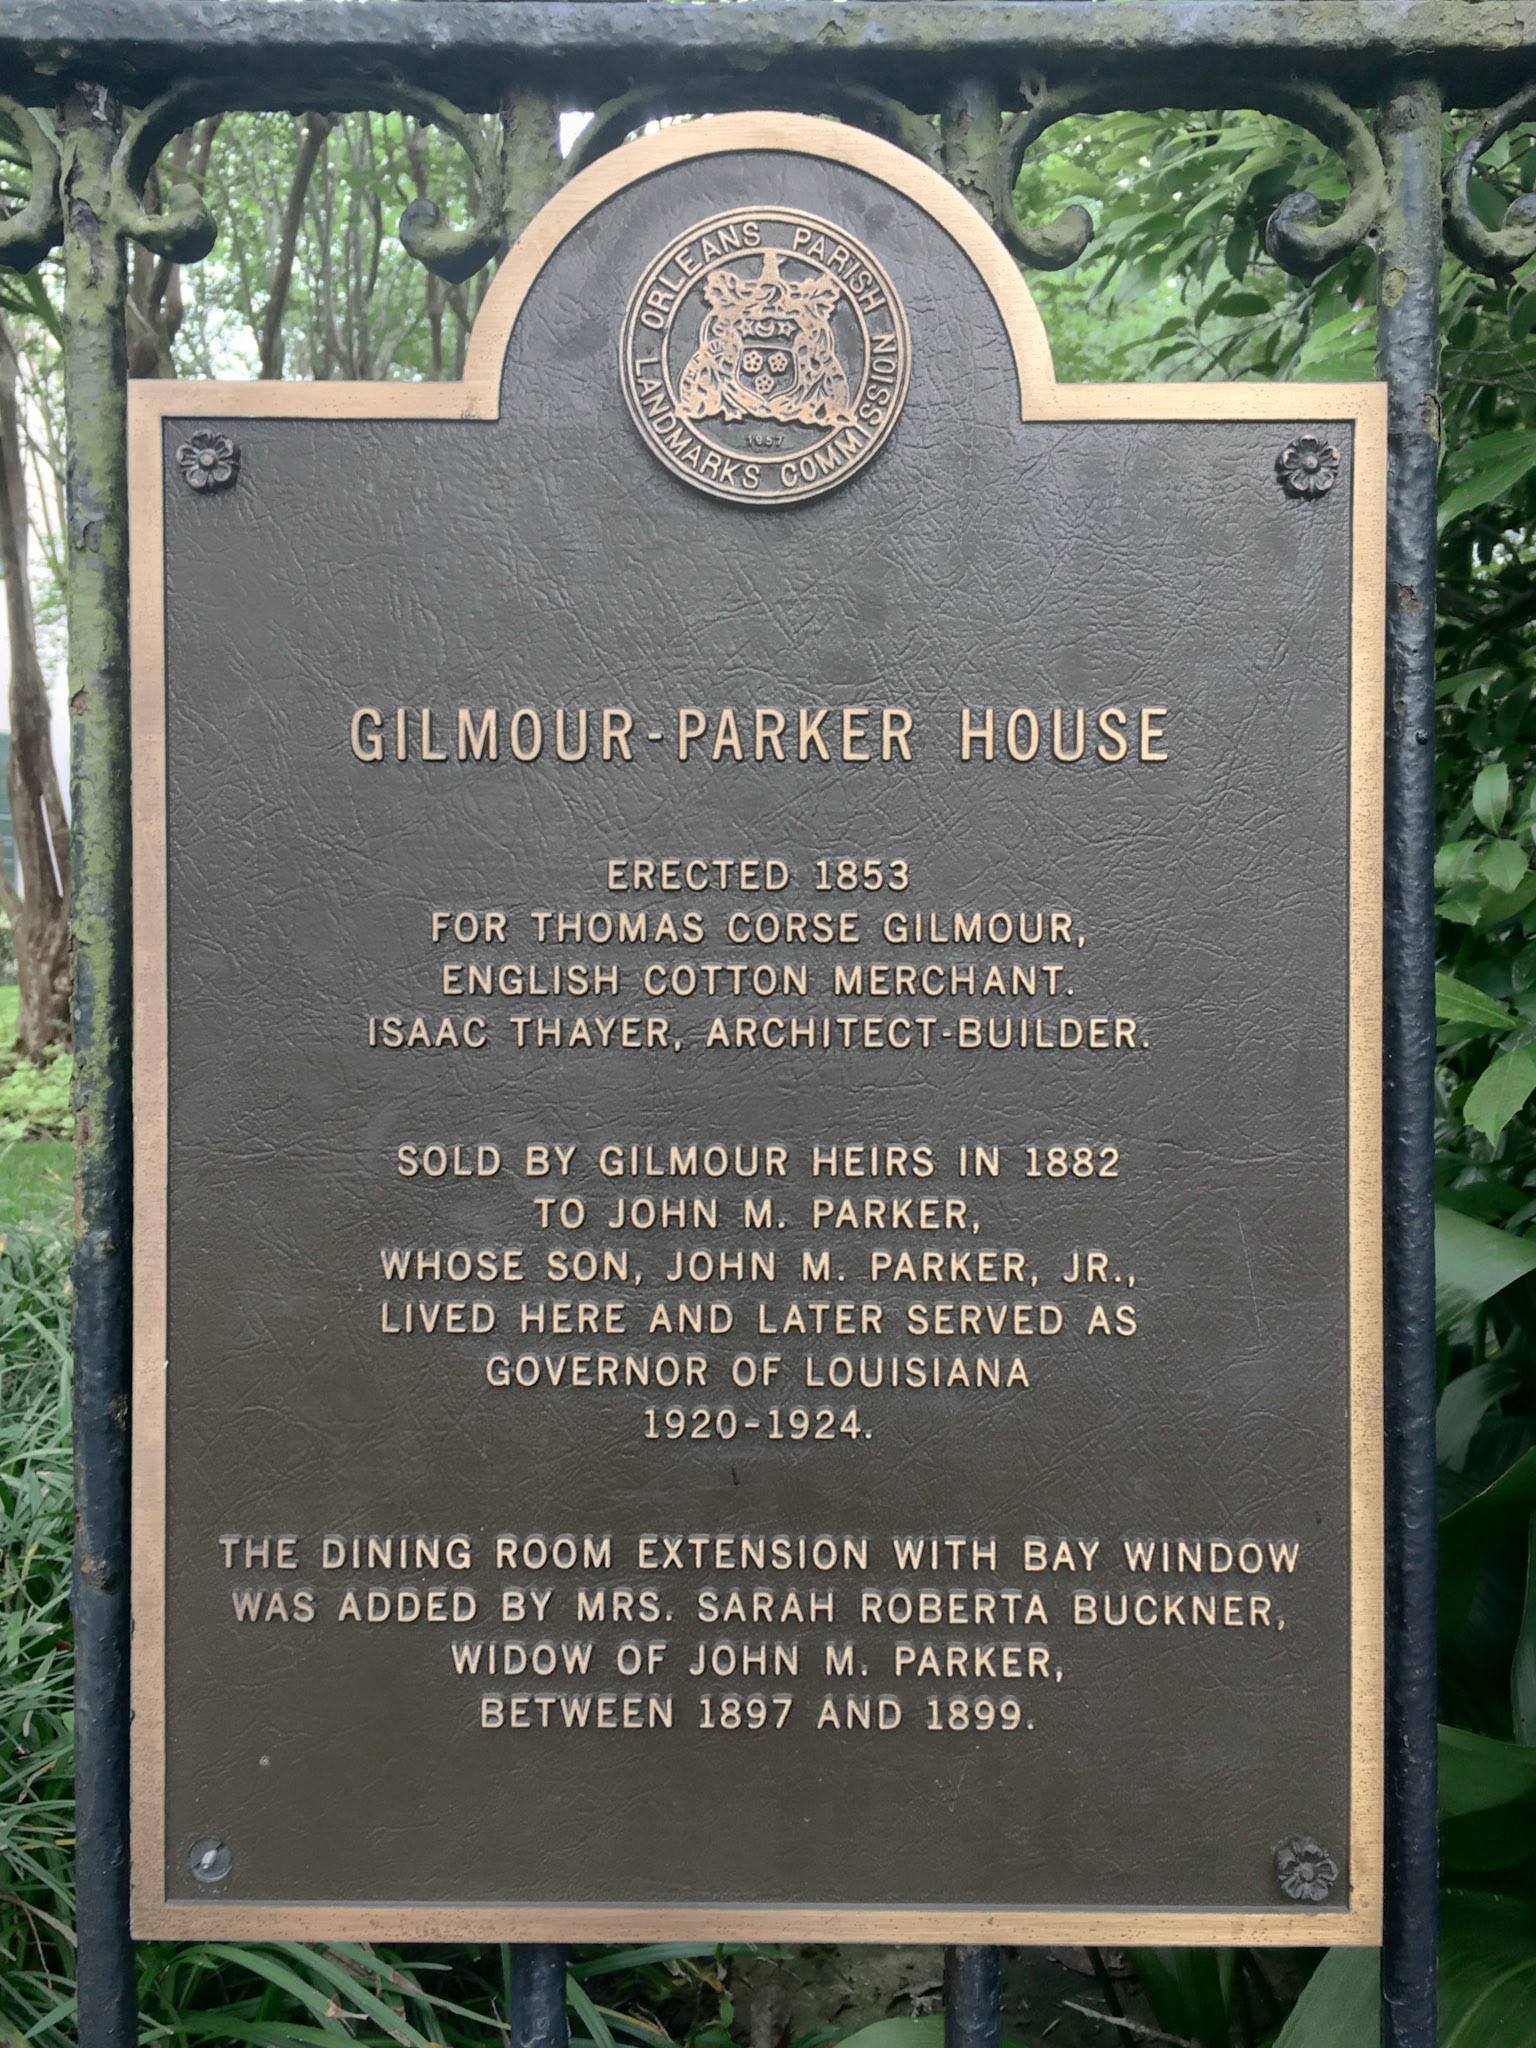 ORLEANS PARISH
LANDMARKS COMMISSION
1957
GILMOUR-PARKER HOUSE
ERECTED 1853
FOR THOMAS CORSE GILMOUR,
ENGLISH COTTON MERCHANT.
ISAAC THAYER, ARCHITECT-BUILDER.
SOLD BY GILMOUR HEIRS IN 1882
TO JOHN M. PARKER,
WHOSE SON, JOHN M. PARKER, JR.,
LIVED HERE AND LATER SERVED AS
GOVERNOR OF LOUISIANA
1920-1924.
THE DINING ROOM EXTENSION WITH BAY WINDOW
WAS ADDED BY MRS. SARAH ROBERTA BUCKNER,
WIDOW OF JOHN M. PARKER,
BETWEEN 1897 AND 1899.